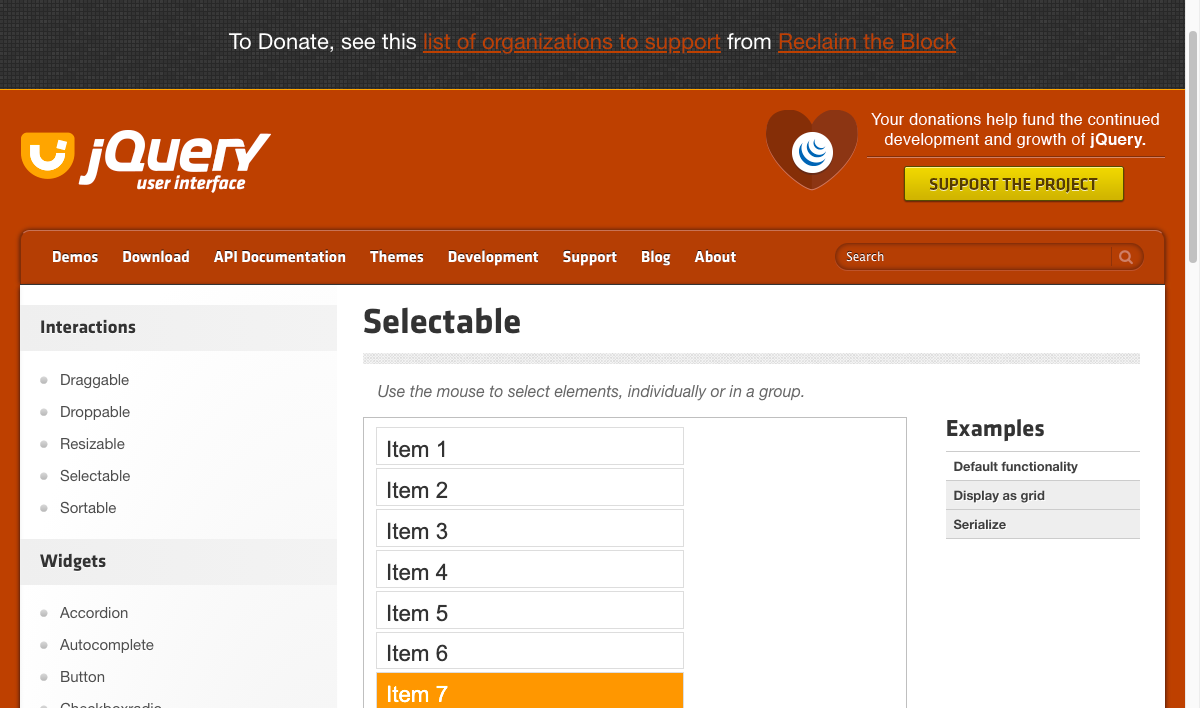 To Donate, see this list of organizations to support from Reclaim the Block
jQuery
user interface
Your donations help fund the continued
development and growth of jQuery.
SUPPORT THE PROJECT
Demos Download API Documentation Themes Development Support Blog About
Search
Interactions
Draggable
Droppable
Resizable
Selectable
Sortable
Widgets
Accordion
Autocomplete
Button
Checkboxradio
Selectable
Use the mouse to select elements, individually or in a group.
Item 1
Item 2
Item 3
Item 4
Item 5
Item 6
Item 7
Examples
Default functionality
Display as grid
Serialize